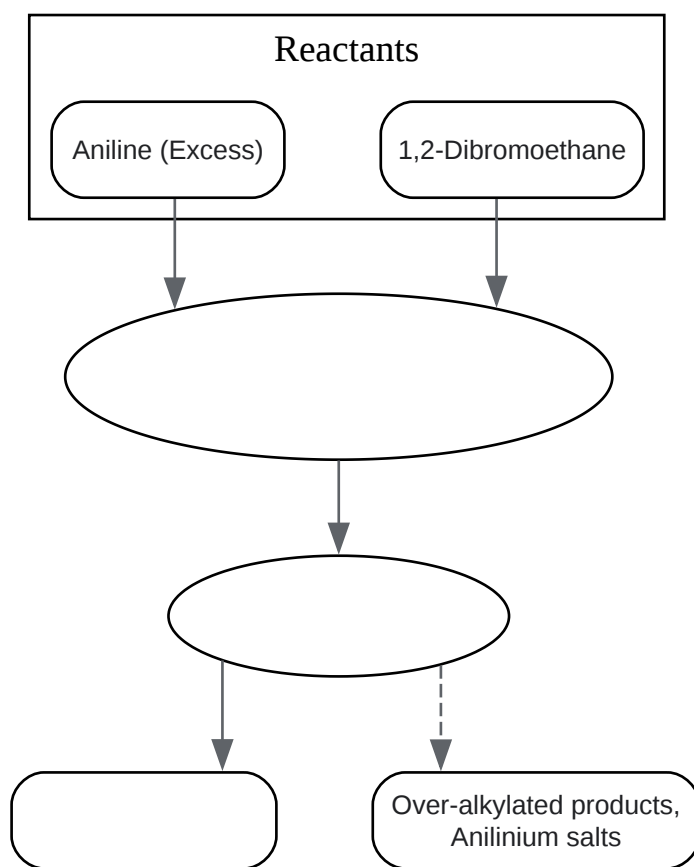 Reactants
Aniline (Excess)
1,2-Dibromoethane
Over-alkylated products,
Anilinium salts